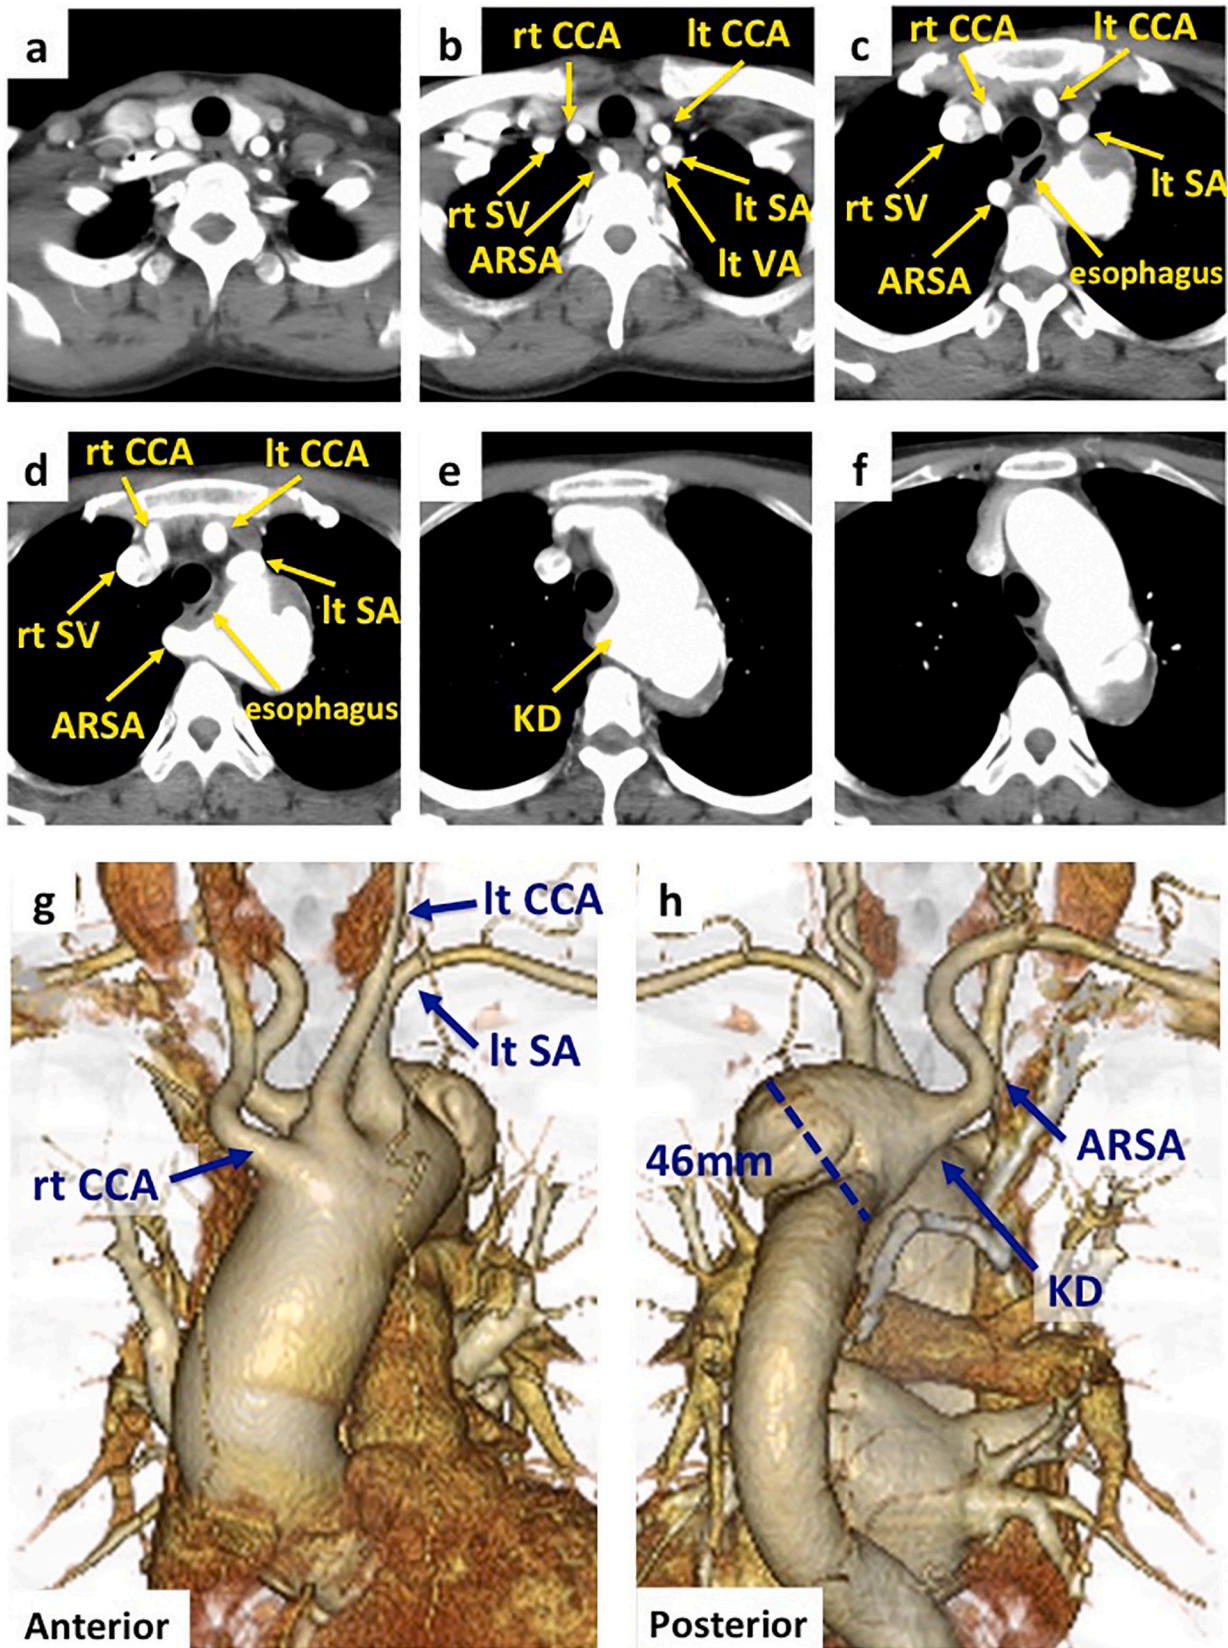 a
b
rt CCA
lt CCA
rt SV
ARSA
lt SA
lt VA
c
rt CCA
lt CCA
rt SV
lt SA
ARSA
esophagus
d
rt CCA
lt CCA
rt SV
lt SA
ARSA
esophagus
e
KD
f
g
lt CCA
lt SA
rt CCA
Anterior
h
46mm
ARSA
KD
Posterior